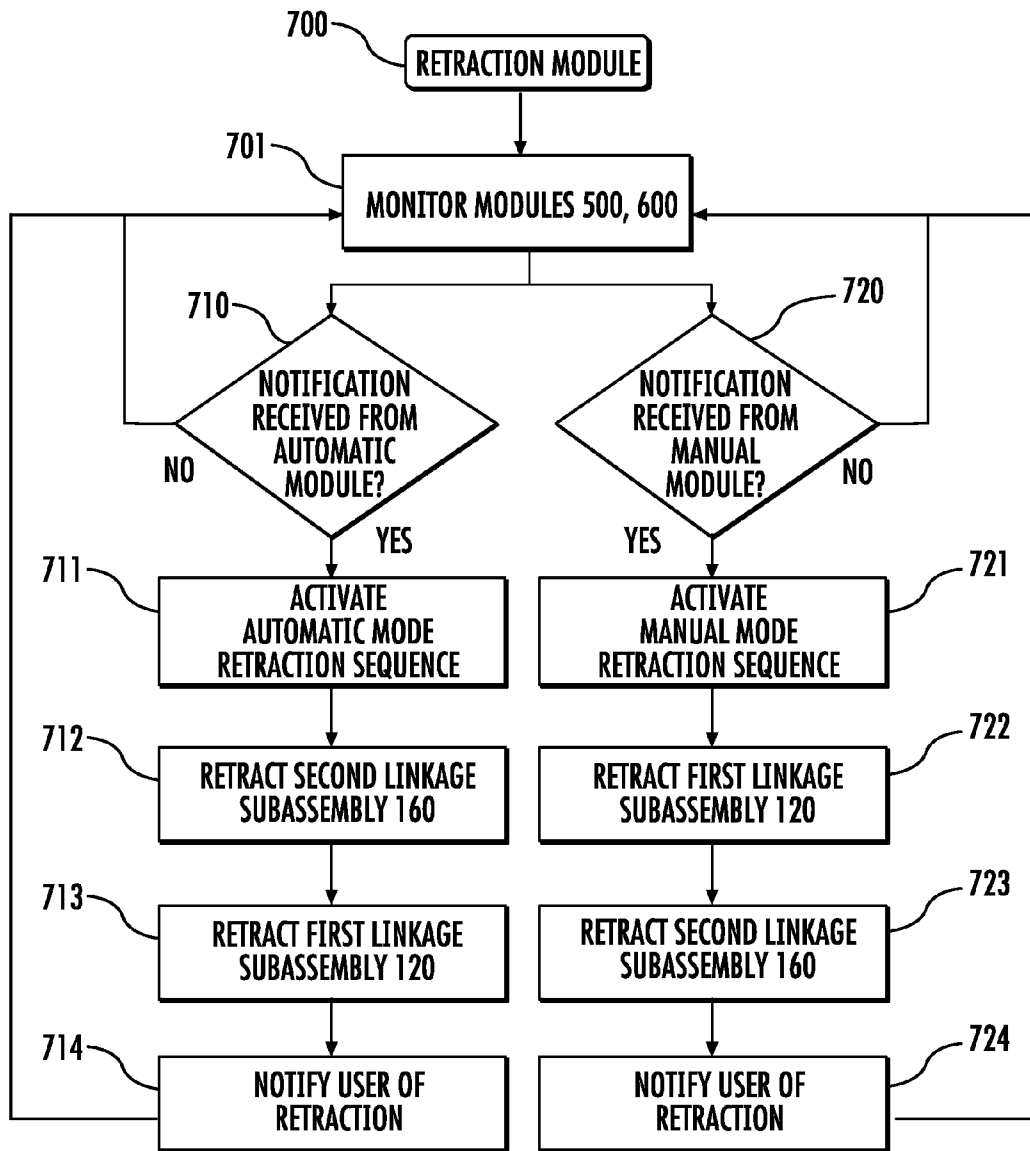 700
RETRACTION MODULE
701
MONITOR MODULES 500, 600
710
NOTIFICATION
RECEIVED FROM
AUTOMATIC
MODULE?
NO
YES
720
NOTIFICATION
RECEIVED FROM
MANUAL
MODULE?
NO
YES
711
ACTIVATE
AUTOMATIC MODE
RETRACTION SEQUENCE
721
ACTIVATE
MANUAL MODE
RETRACTION SEQUENCE
712
RETRACT SECOND LINKAGE
SUBASSEMBLY 160
722
RETRACT FIRST LINKAGE
SUBASSEMBLY 120
713
RETRACT FIRST LINKAGE
SUBASSEMBLY 120
723
RETRACT SECOND LINKAGE
SUBASSEMBLY 160
714
NOTIFY USER OF
RETRACTION
724
NOTIFY USER OF
RETRACTION